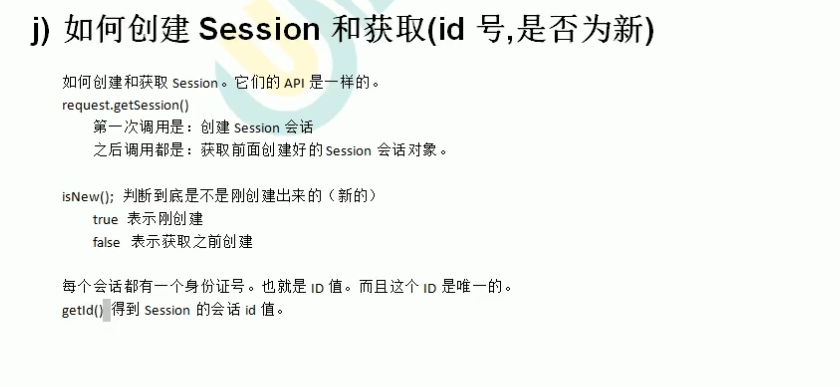 j) 如何创建 Session 和获取(id 号,是否为新)
如何创建和获取 Session。它们的 API 是一样的。
request.getSession()
第一次调用是：创建 Session 会话
之后调用都是：获取前面创建好的 Session 会话对象。
isNew(); 判断到底是不是刚创建出来的（新的）
true 表示刚创建
false 表示获取之前创建
每个会话都有一个身份证号。也就是 ID 值。而且这个 ID 是唯一的。
getId() 得到 Session 的会话 id 值。